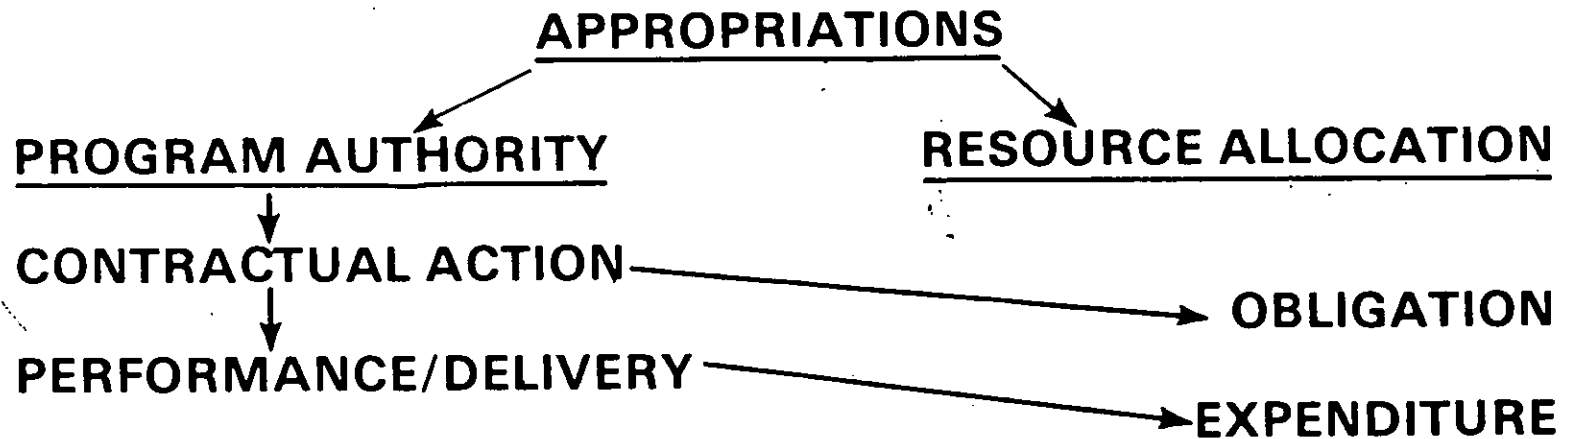 APPROPRIATIONS
PROGRAM AUTHORITY
RESOURCE ALLOCATION
CONTRACTUAL ACTION
OBLIGATION
PERFORMANCE/DELIVERY
EXPENDITURE